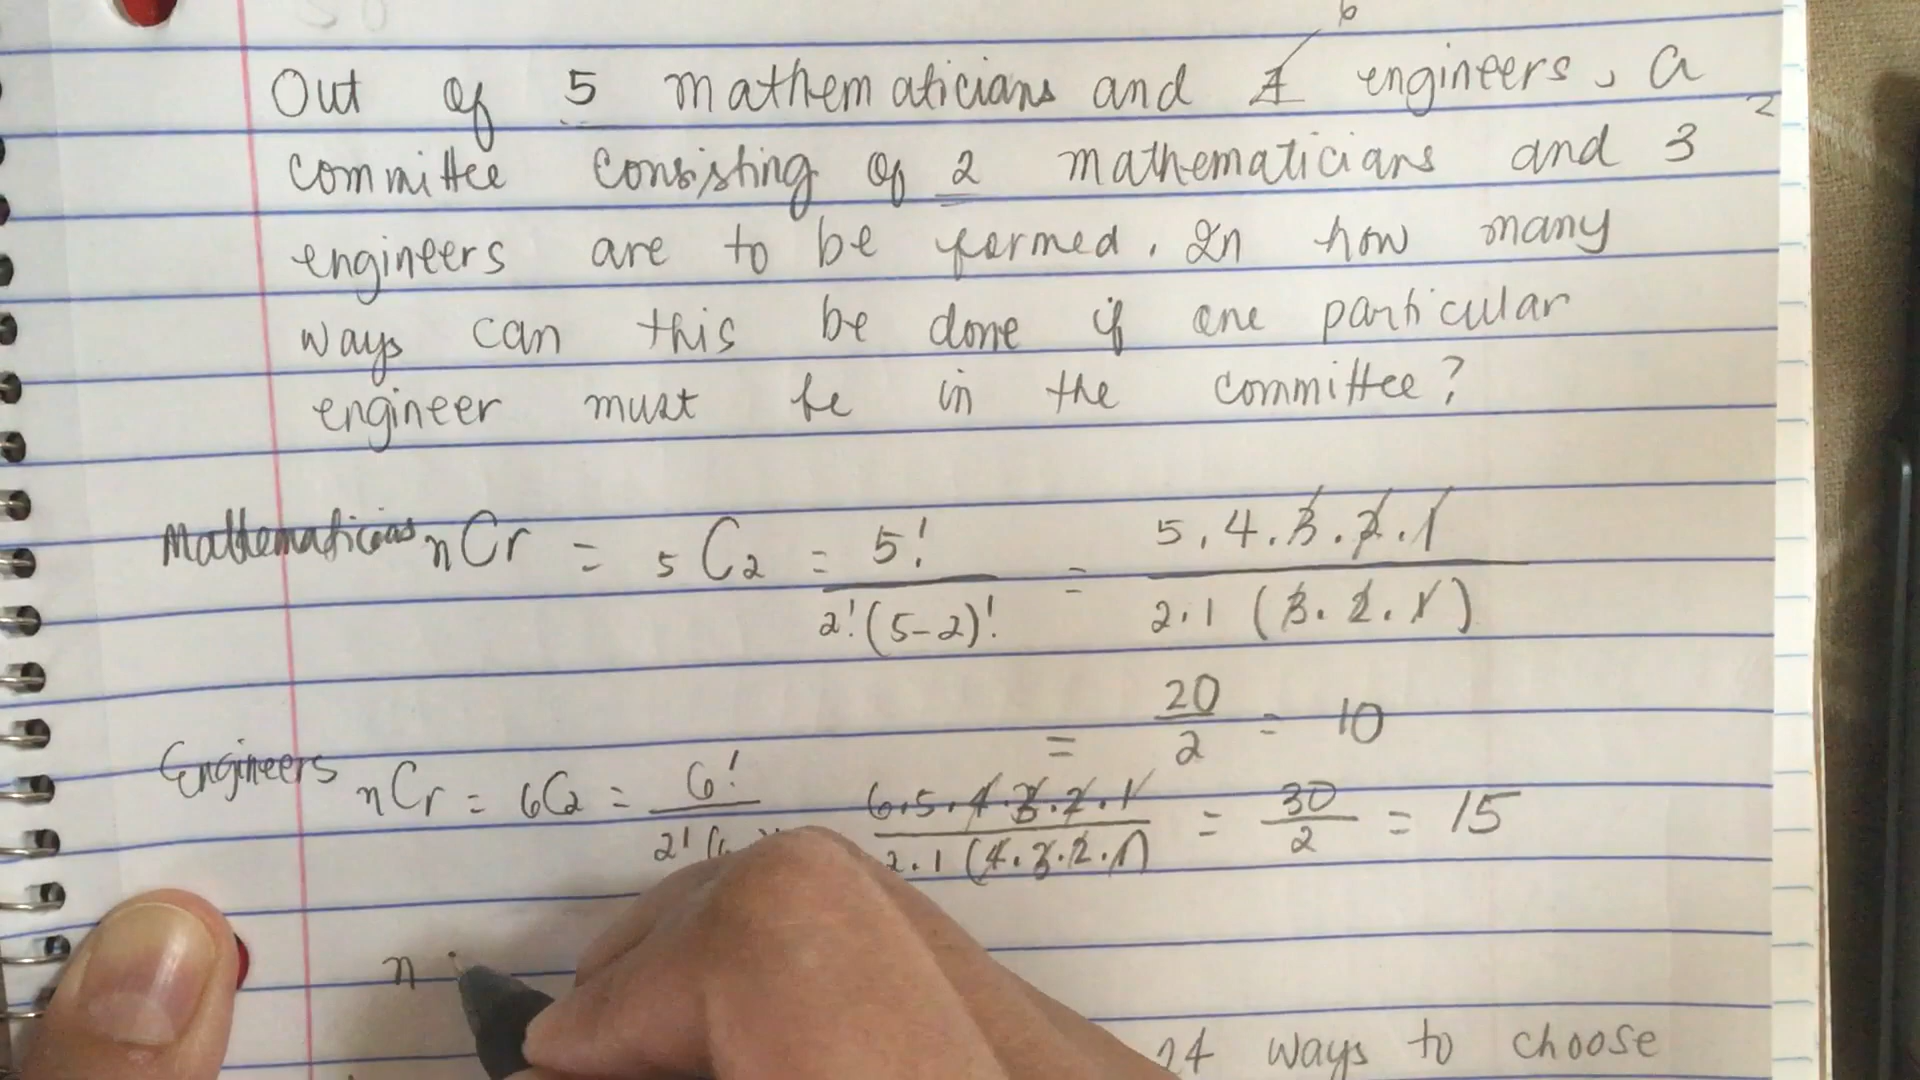 6
Out of 5 mathematicians and 7 engineers, a
2
committee consisting of 2 mathematicians and 3
engineers are to be formed. In how many
ways can this be done if one particular
engineer must be in the committee?
Mathematicians nCr = 5C2 = 5! / 2!(5-2)! = 5.4.3.2.1 / 2.1 (3.2.1)
= 20 / 2 = 10
Engineers nCr = 6C2 = 6! / 2! 6.5.4.3.2.1 / 2.1 (4.3.2.1) = 30 / 2 = 15
n
ways to choose